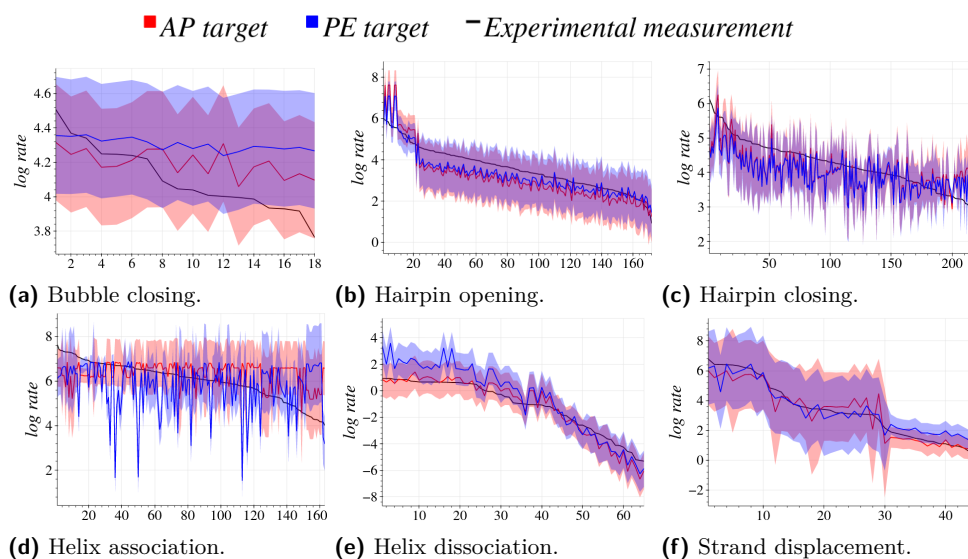 AP target PE target Experimental measurement
log rate
4.6
4.4
4.2
4
3.8
2 4 6 8 10 12 14 16 18
(a) Bubble closing.
log rate
8
6
4
2
0
20 40 60 80 100 120 140 160
(b) Hairpin opening.
log rate
7
6
5
4
3
2
50 100 150 200
(c) Hairpin closing.
log rate
8
6
4
2
20 40 60 80 100 120 140 160
(d) Helix association.
log rate
4
2
0
−2
−4
−6
−8
10 20 30 40 50 60
(e) Helix dissociation.
log rate
8
6
4
2
0
−2
10 20 30 40
(f) Strand displacement.